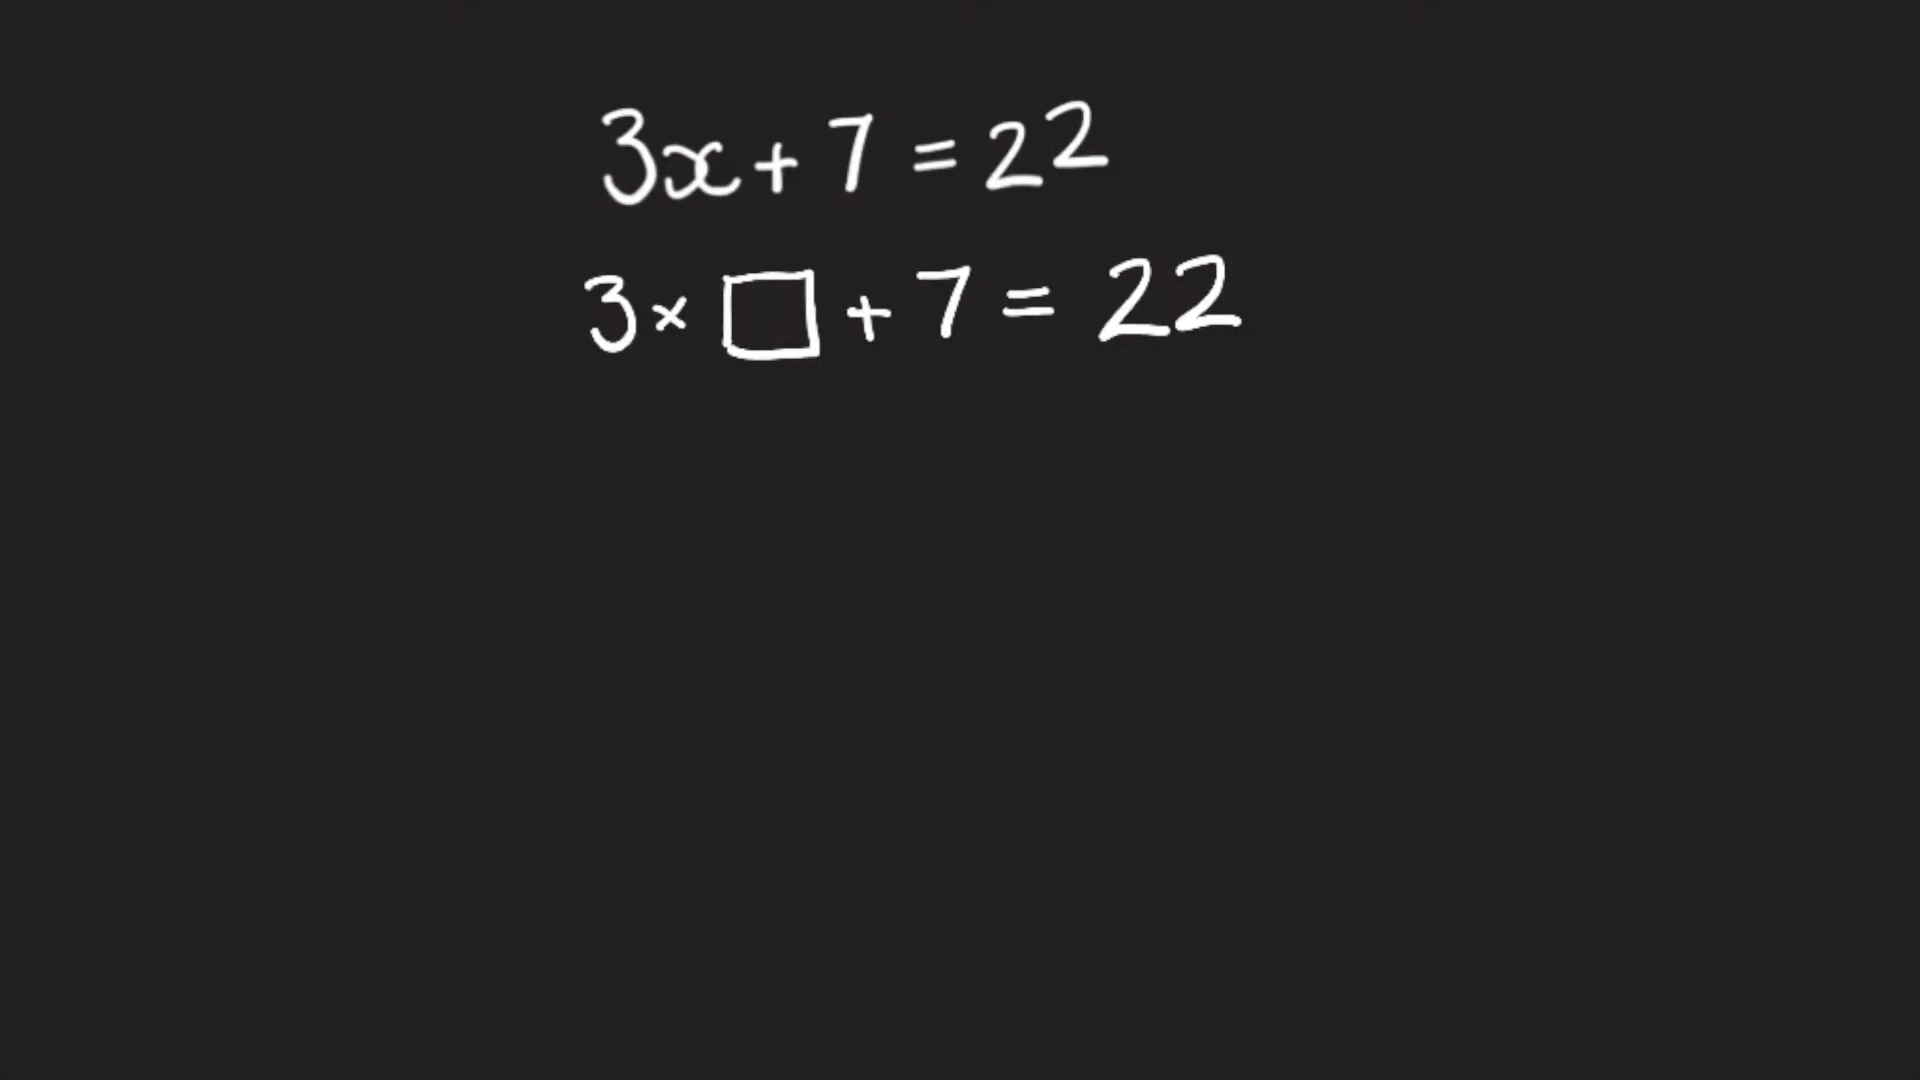 3x + 7 = 22
3 × □ + 7 = 22